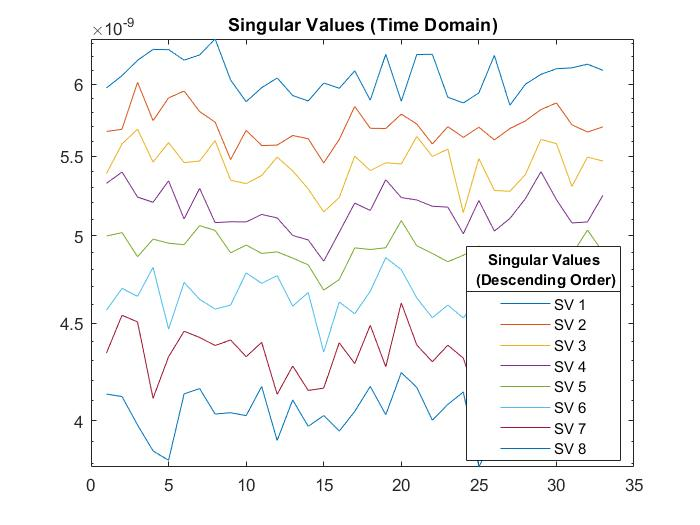 ×10⁻⁹
Singular Values (Time Domain)
6
5.5
5
4.5
4
0
5
10
15
20
25
30
35
Singular Values
(Descending Order)
SV 1
SV 2
SV 3
SV 4
SV 5
SV 6
SV 7
SV 8